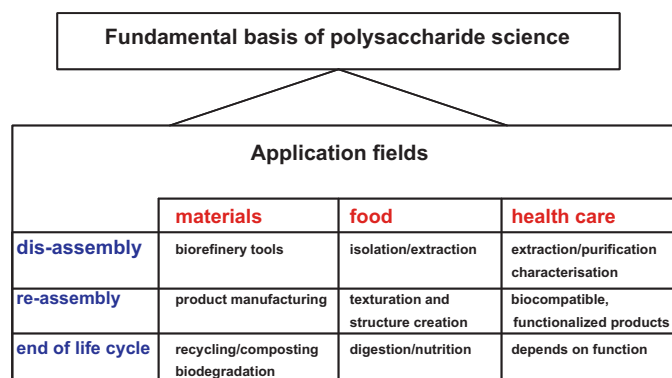 Fundamental basis of polysaccharide science
Application fields
materials food health care
dis-assembly biorefinery tools isolation/extraction extraction/purification
characterisation
re-assembly product manufacturing texturation and biocompatible,
structure creation functionalized products
end of life cycle recycling/composting digestion/nutrition depends on function
biodegradation